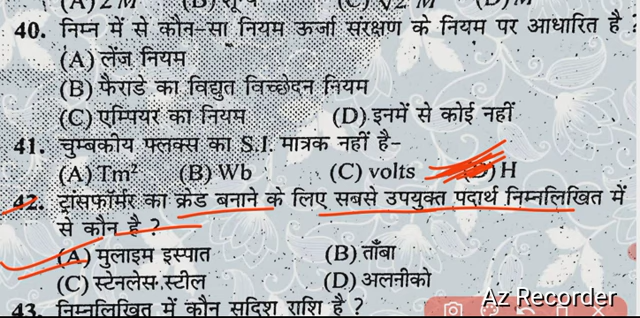 40. निम्न में से कौन-सा नियम ऊर्जा संरक्षण के नियम पर आधारित है :
(A) लेंज नियम
(B) फैराडे का विद्युत विच्छेदन नियम
(C) एम्पियर का नियम (D) इनमें से कोई नहीं
41. चुम्बकीय फ्लक्स का S.I. मात्रक नहीं है-
(A) Tm² (B) Wb (C) volts (D) H
42. ट्रांसफॉर्मर का क्रेड बनाने के लिए सबसे उपयुक्त पदार्थ निम्नलिखित में
से कौन है ?
(A) मुलाइम इस्पात (B) ताँबा
(C) स्टेनलेस स्टील (D) अलनीको
43. निम्नलिखित में कौन सदिश राशि है ?
Az Recorder